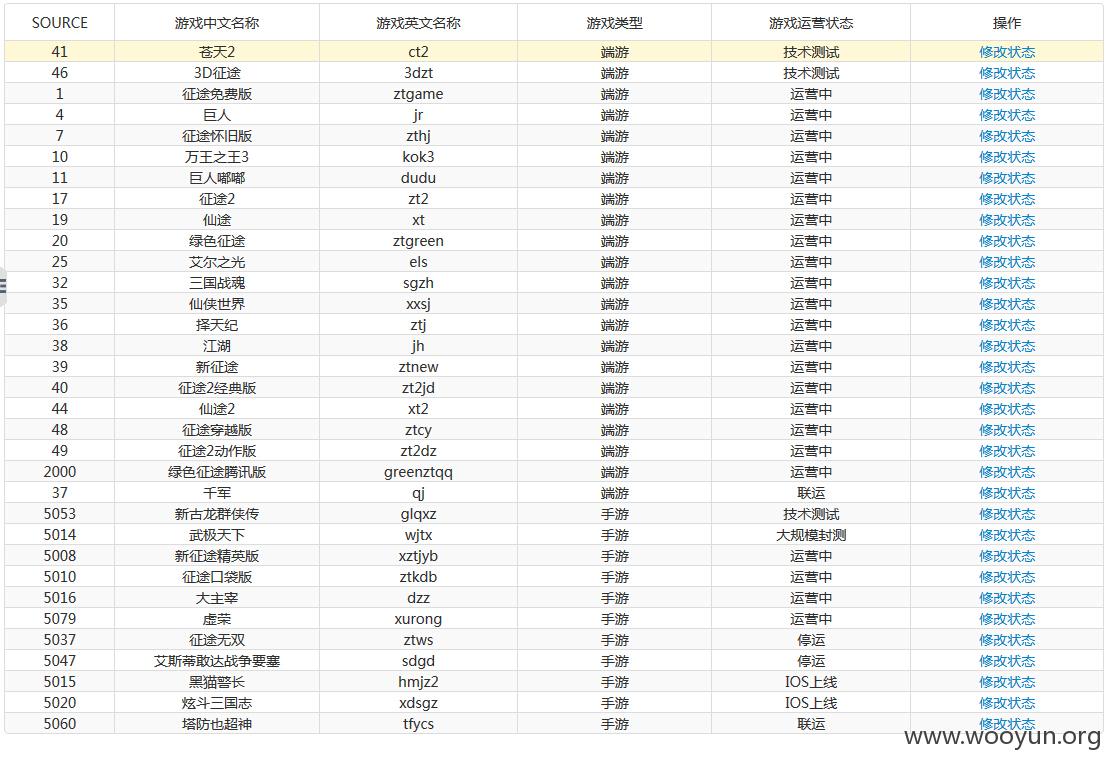 SOURCE 游戏中文名称 游戏英文名称 游戏类型 游戏运营状态 操作
41 苍天2 ct2 端游 技术测试 修改状态
46 3D征途 3dzt 端游 技术测试 修改状态
1 征途免费版 ztgame 端游 运营中 修改状态
4 巨人 jr 端游 运营中 修改状态
7 征途怀旧版 zthj 端游 运营中 修改状态
10 万王之王3 kok3 端游 运营中 修改状态
11 巨人嘟嘟 dudu 端游 运营中 修改状态
17 征途2 zt2 端游 运营中 修改状态
19 仙途 xt 端游 运营中 修改状态
20 绿色征途 ztgreen 端游 运营中 修改状态
25 艾尔之光 els 端游 运营中 修改状态
32 三国战魂 sgzh 端游 运营中 修改状态
35 仙侠世界 xxsj 端游 运营中 修改状态
36 择天纪 ztj 端游 运营中 修改状态
38 江湖 jh 端游 运营中 修改状态
39 新征途 ztnew 端游 运营中 修改状态
40 征途2经典版 zt2jd 端游 运营中 修改状态
44 仙途2 xt2 端游 运营中 修改状态
48 征途穿越版 ztcy 端游 运营中 修改状态
49 征途2动作版 zt2dz 端游 运营中 修改状态
2000 绿色征途腾讯版 greenztqq 端游 运营中 修改状态
37 千军 qj 端游 联运 修改状态
5053 新古龙群侠传 glqxz 手游 技术测试 修改状态
5014 武极天下 wjtx 手游 大规模封测 修改状态
5008 新征途精英版 xztjyb 手游 运营中 修改状态
5010 征途口袋版 ztkdb 手游 运营中 修改状态
5016 大主宰 dzz 手游 运营中 修改状态
5079 虚荣 xurong 手游 运营中 修改状态
5037 征途无双 ztws 手游 停运 修改状态
5047 艾斯蒂敢达战争要塞 sdgd 手游 停运 修改状态
5015 黑猫警长 hmjz2 手游 IOS上线 修改状态
5020 炫斗三国志 xdsgz 手游 IOS上线 修改状态
5060 塔防也超神 tfycs 手游 联运 修改状态
www.wooyun.org